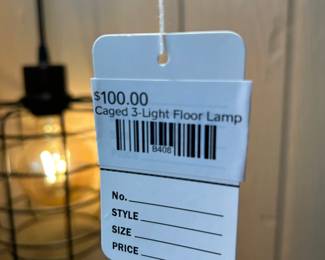 $100.00
Caged 3-Light Floor Lamp
B408
No.
STYLE
SIZE
PRICE